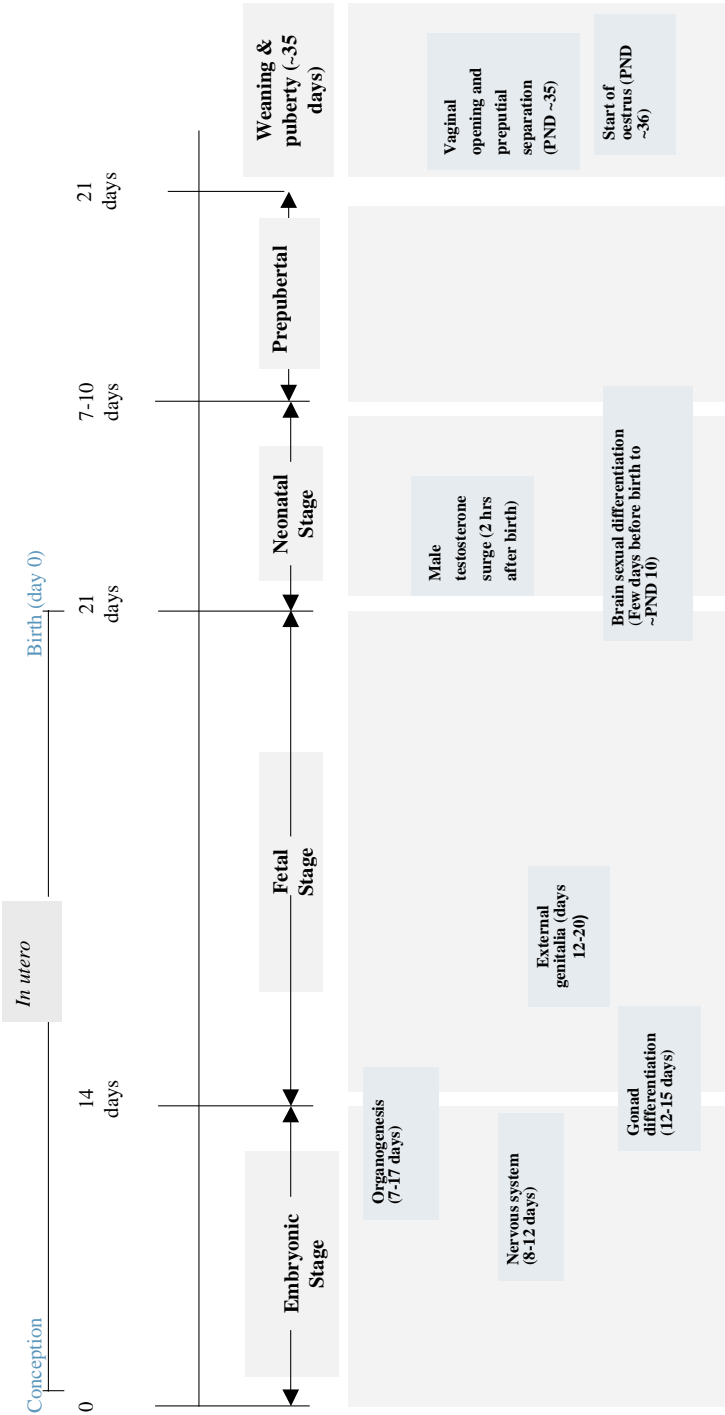 Conception
In utero
Birth (day 0)
0
14
days
21
days
7-10
days
21
days
Embryonic
Stage
Fetal
Stage
Neonatal
Stage
Prepubertal
Weaning &
puberty (~35
days)
Organogenesis
(7-17 days)
Nervous system
(8-12 days)
Gonad
differentiation
(12-15 days)
External
genitalia (days
12-20)
Male
testosterone
surge (2 hrs
after birth)
Brain sexual differentiation
(Few days before birth to
~PND 10)
Vaginal
opening and
preputial
separation
(PND ~35)
Start of
oestrus (PND
~36)